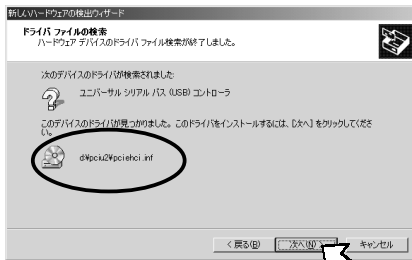 新しいハードウェアの検出ウィザード
ドライバ ファイルの検索
ハードウェア デバイスのドライバ ファイル検索が終了しました。
次のデバイスのドライバが検索されました:
ユニバーサル シリアル バス (USB) コントローラ
このデバイスのドライバが見つかりました。このドライバをインストールするには、[次へ] をクリックしてくださ
い。
d¥pciu2¥pciehci .inf
< 戻る(B)
次へ(N) >
キャンセル